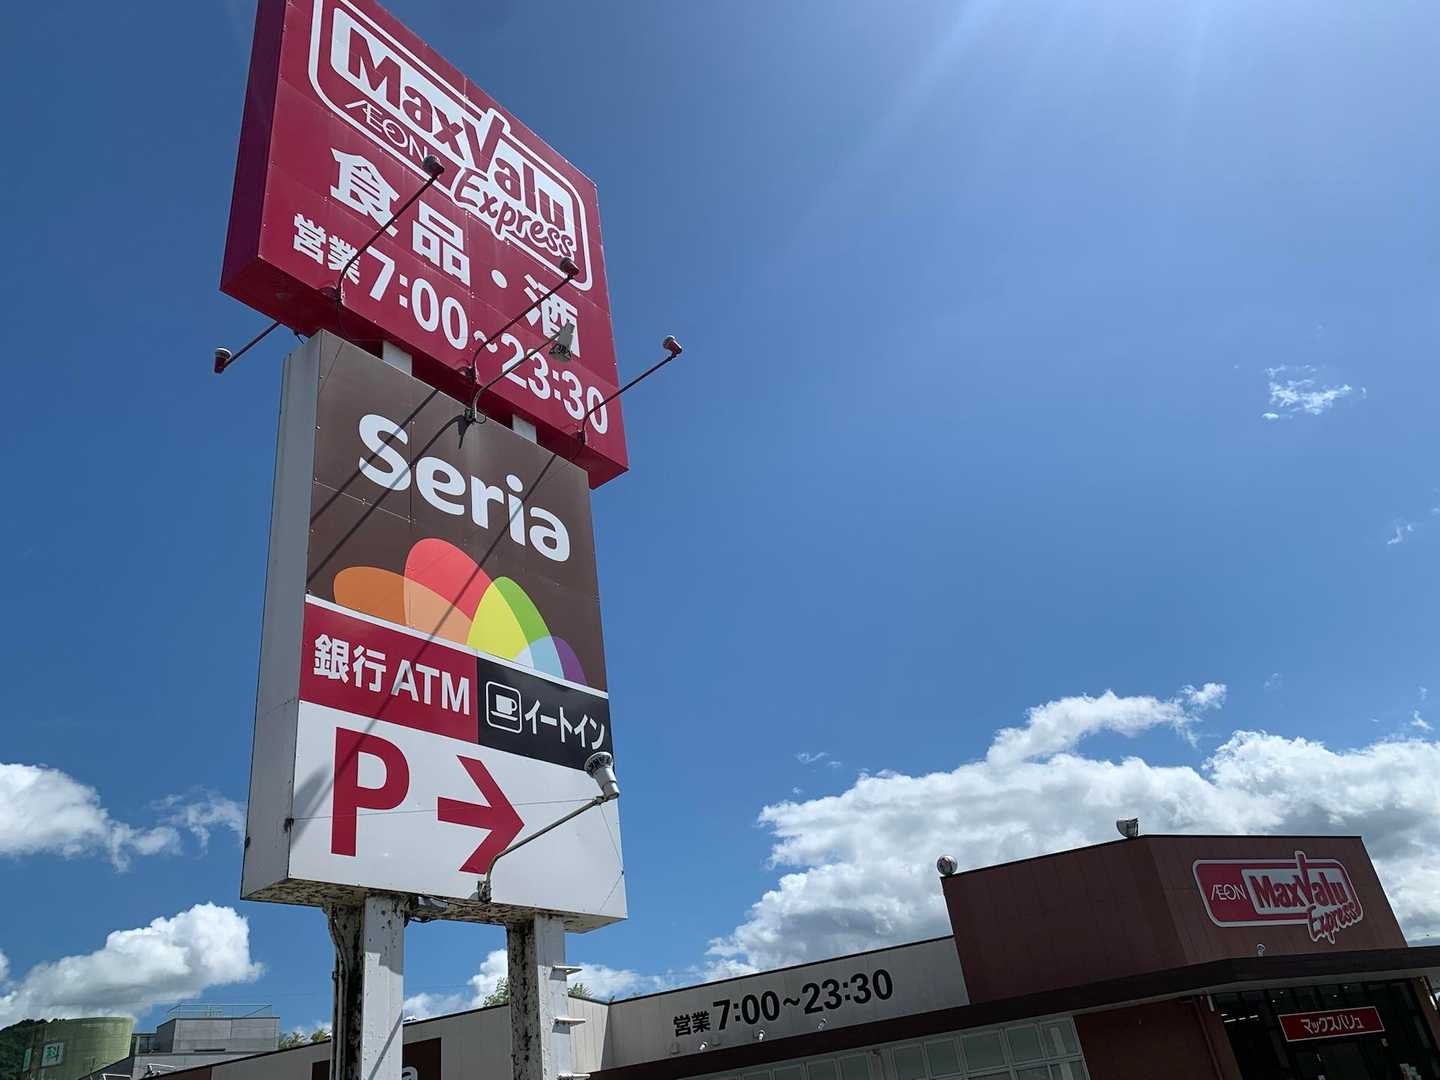 MaxValu
ÆON
Express
食品・酒
営業7:00~23:30
Seria
銀行ATM
イートイン
P→
ÆON MaxValu
Express
営業7:00~23:30
マックスバリュ